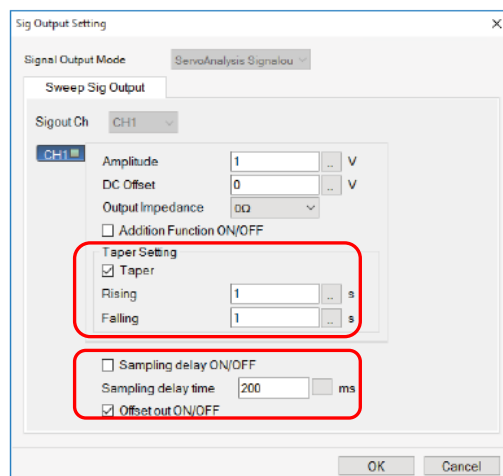 Sig Output Setting
Signal Output Mode ServoAnalysis Signalou
Sweep Sig Output
Sigout Ch CH1
CH1
Amplitude 1 .. V
DC Offset 0 .. V
Output Impedance 0Ω
Addition Function ON/OFF
Taper Setting
Taper
Rising 1 .. s
Falling 1 .. s
Sampling delay ON/OFF
Sampling delay time 200 ms
Offset out ON/OFF
OK Cancel